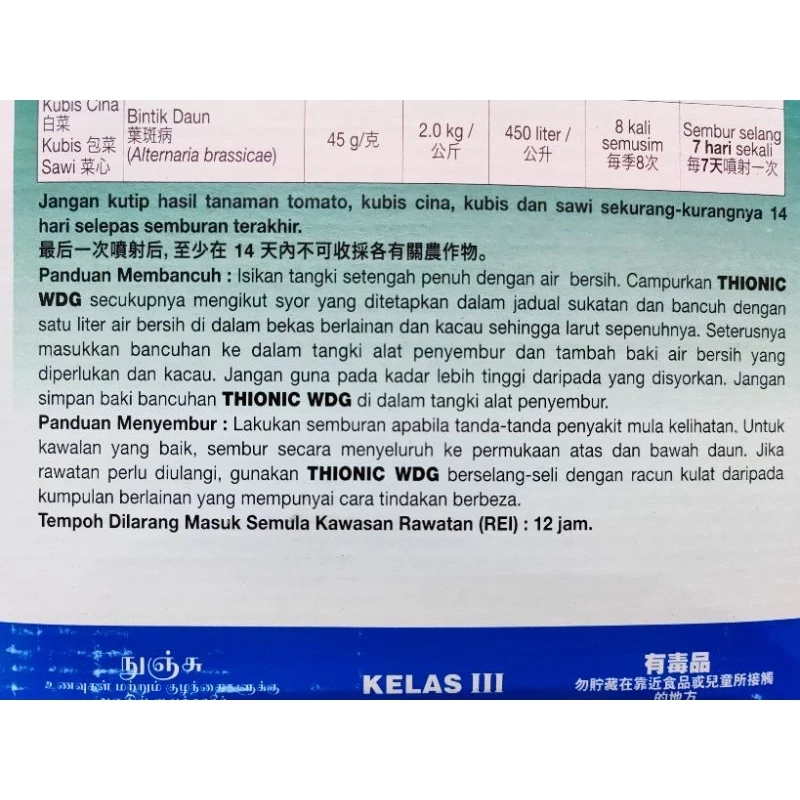 Kubis Cina
白菜
Kubis 包菜
Sawi 菜心
Bintik Daun
葉斑病
(Alternaria brassicae)
45 g/克
2.0 kg /
公斤
450 liter /
公升
8 kali
semusim
每季8次
Sembur selang
7 hari sekali
每7天噴射一次
Jangan kutip hasil tanaman tomato, kubis cina, kubis dan sawi sekurang-kurangnya 14
hari selepas semburan terakhir.
最后一次噴射后, 至少在 14 天內不可收採各有關農作物。
Panduan Membancuh : Isikan tangki setengah penuh dengan air bersih. Campurkan THIONIC
WDG secukupnya mengikut syor yang ditetapkan dalam jadual sukatan dan bancuh dengan
satu liter air bersih di dalam bekas berlainan dan kacau sehingga larut sepenuhnya. Seterusnya
masukkan bancuhan ke dalam tangki alat penyembur dan tambah baki air bersih yang
diperlukan dan kacau. Jangan guna pada kadar lebih tinggi daripada yang disyorkan. Jangan
simpan baki bancuhan THIONIC WDG di dalam tangki alat penyembur.
Panduan Menyembur : Lakukan semburan apabila tanda-tanda penyakit mula kelihatan. Untuk
kawalan yang baik, sembur secara menyeluruh ke permukaan atas dan bawah daun. Jika
rawatan perlu diulangi, gunakan THIONIC WDG berselang-seli dengan racun kulat daripada
kumpulan berlainan yang mempunyai cara tindakan berbeza.
Tempoh Dilarang Masuk Semula Kawasan Rawatan (REI) : 12 jam.
நுஞ்சு
உணவுகள் மற்றும் குழந்தைகளுக்கு
KELAS III
有毒品
勿貯藏在靠近食品或兒童所接觸
的地方